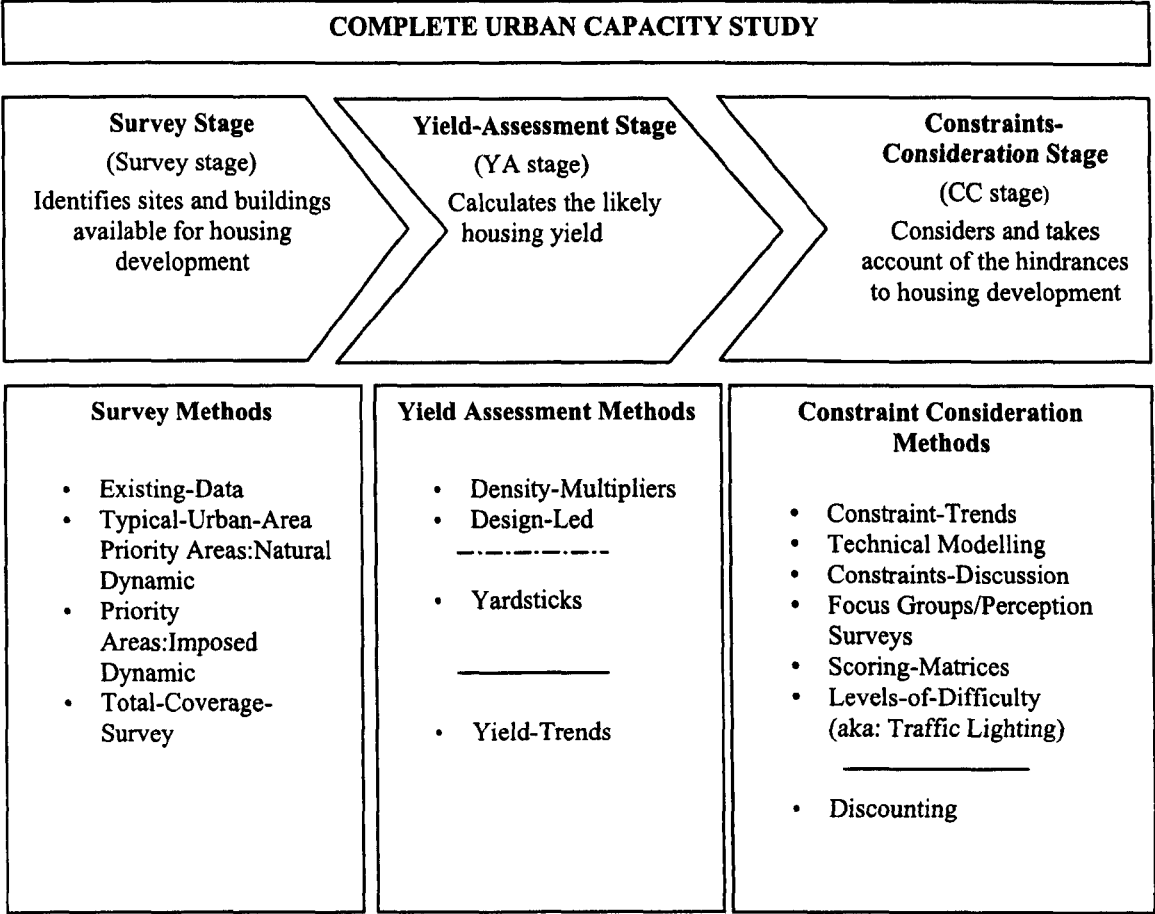 COMPLETE URBAN CAPACITY STUDY
Survey Stage
(Survey stage)
Identifies sites and buildings
available for housing
development
Yield-Assessment Stage
(YA stage)
Calculates the likely
housing yield
Constraints-
Consideration Stage
(CC stage)
Considers and takes
account of the hindrances
to housing development
Survey Methods
• Existing-Data
• Typical-Urban-Area
Priority Areas:Natural
Dynamic
• Priority
Areas:Imposed
Dynamic
• Total-Coverage-
Survey
Yield Assessment Methods
• Density-Multipliers
• Design-Led
• Yardsticks
• Yield-Trends
Constraint Consideration
Methods
• Constraint-Trends
• Technical Modelling
• Constraints-Discussion
• Focus Groups/Perception
Surveys
• Scoring-Matrices
• Levels-of-Difficulty
(aka: Traffic Lighting)
• Discounting